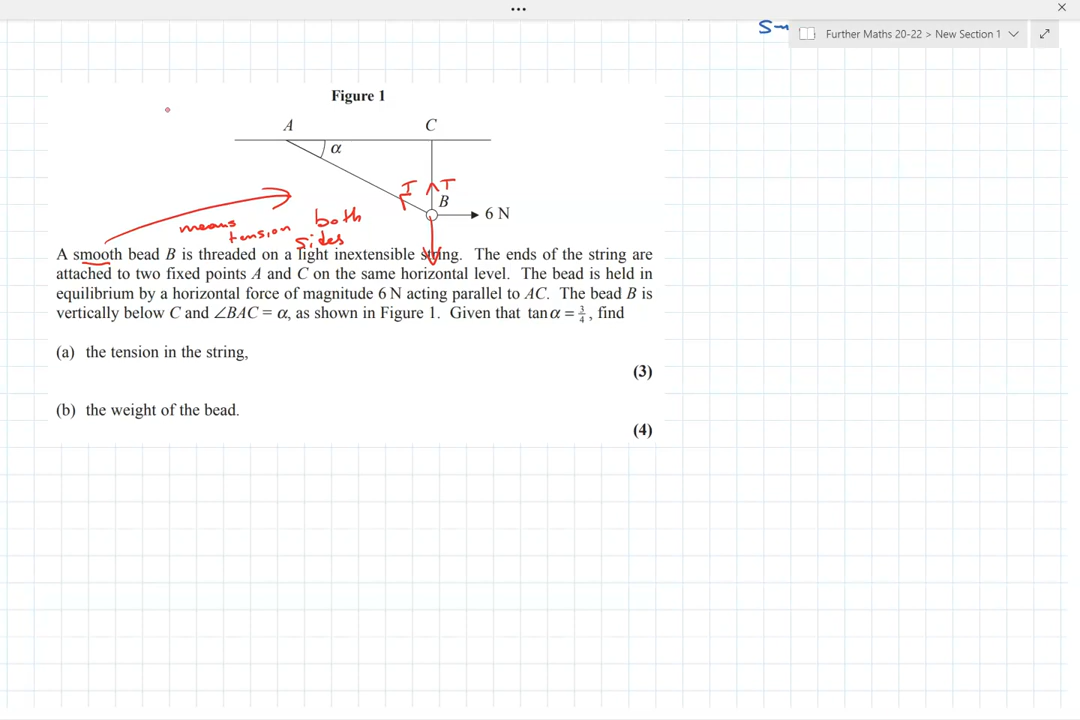 S
Further Maths 20-22 > New Section 1
Figure 1
A
C
α
T T
B
6 N
means tension both sides
A smooth bead B is threaded on a light inextensible string. The ends of the string are
attached to two fixed points A and C on the same horizontal level. The bead is held in
equilibrium by a horizontal force of magnitude 6 N acting parallel to AC. The bead B is
vertically below C and ∠BAC = α, as shown in Figure 1. Given that tan α = 3/4, find
(a) the tension in the string,
(3)
(b) the weight of the bead.
(4)